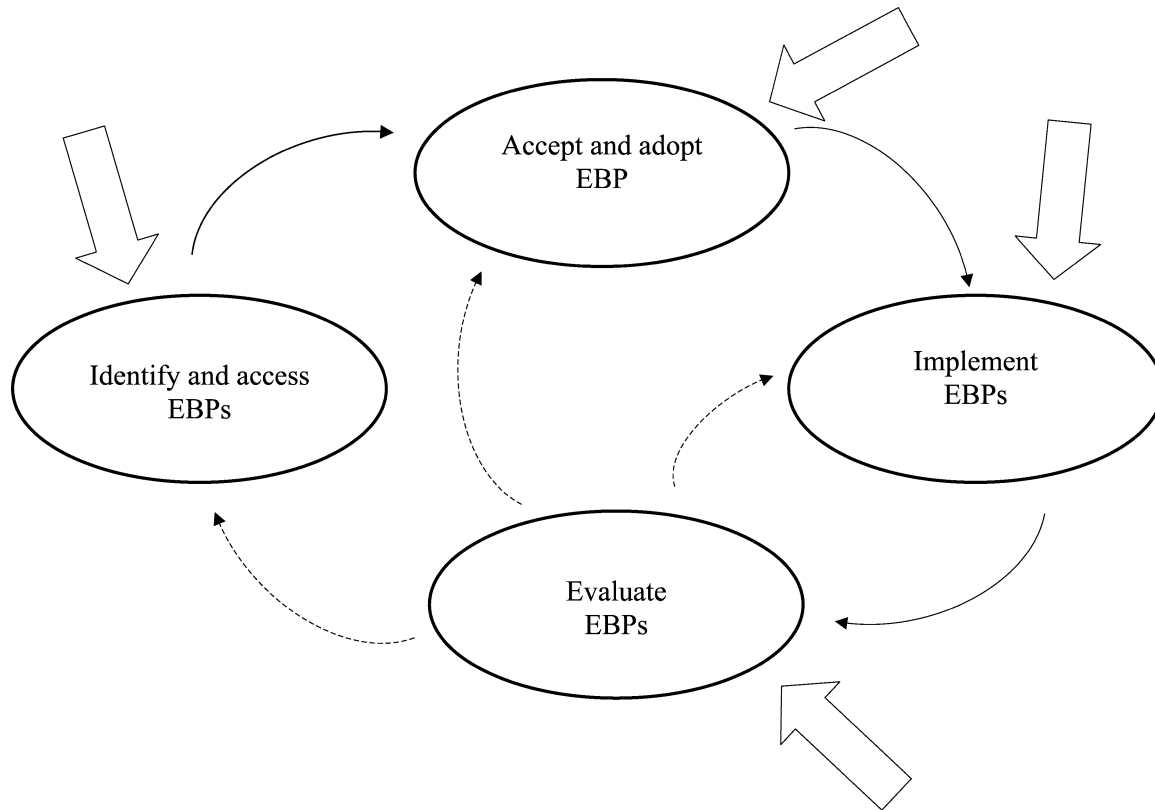 Accept and adopt
EBP
Identify and access
EBPs
Implement
EBPs
Evaluate
EBPs